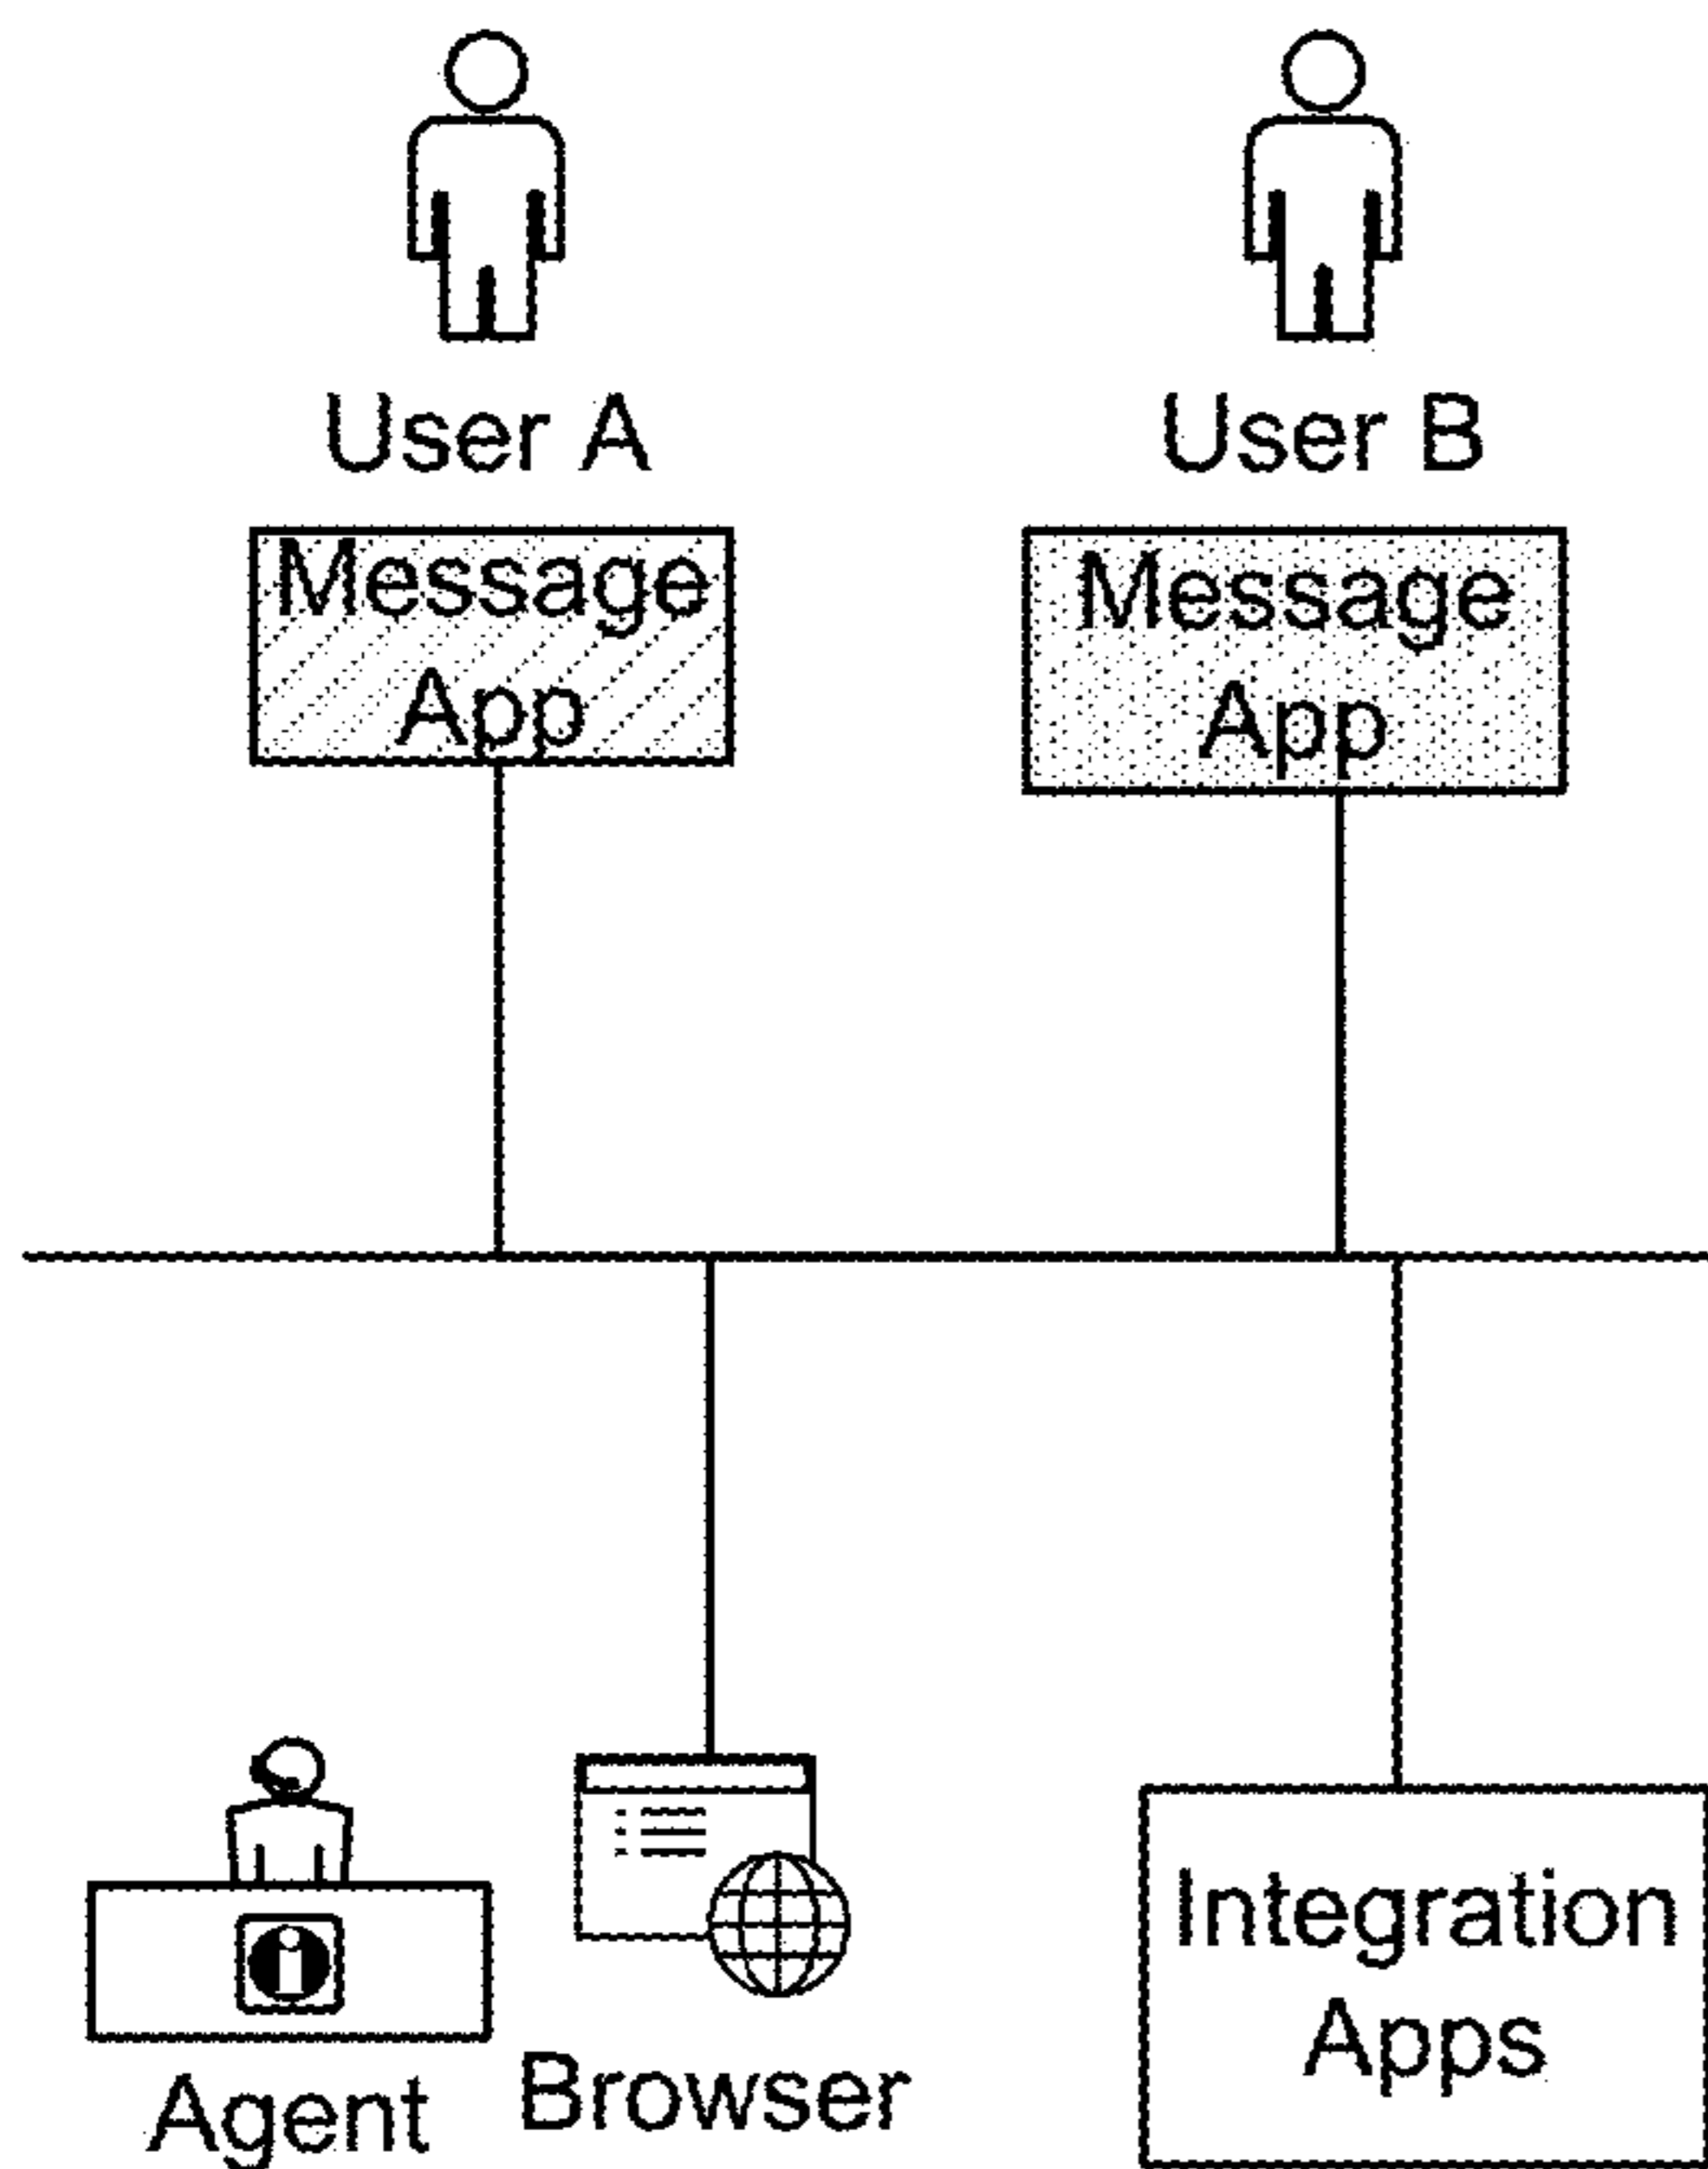 User A
User B
Message
App
Message
App
i
Agent
Browser
Integration
Apps